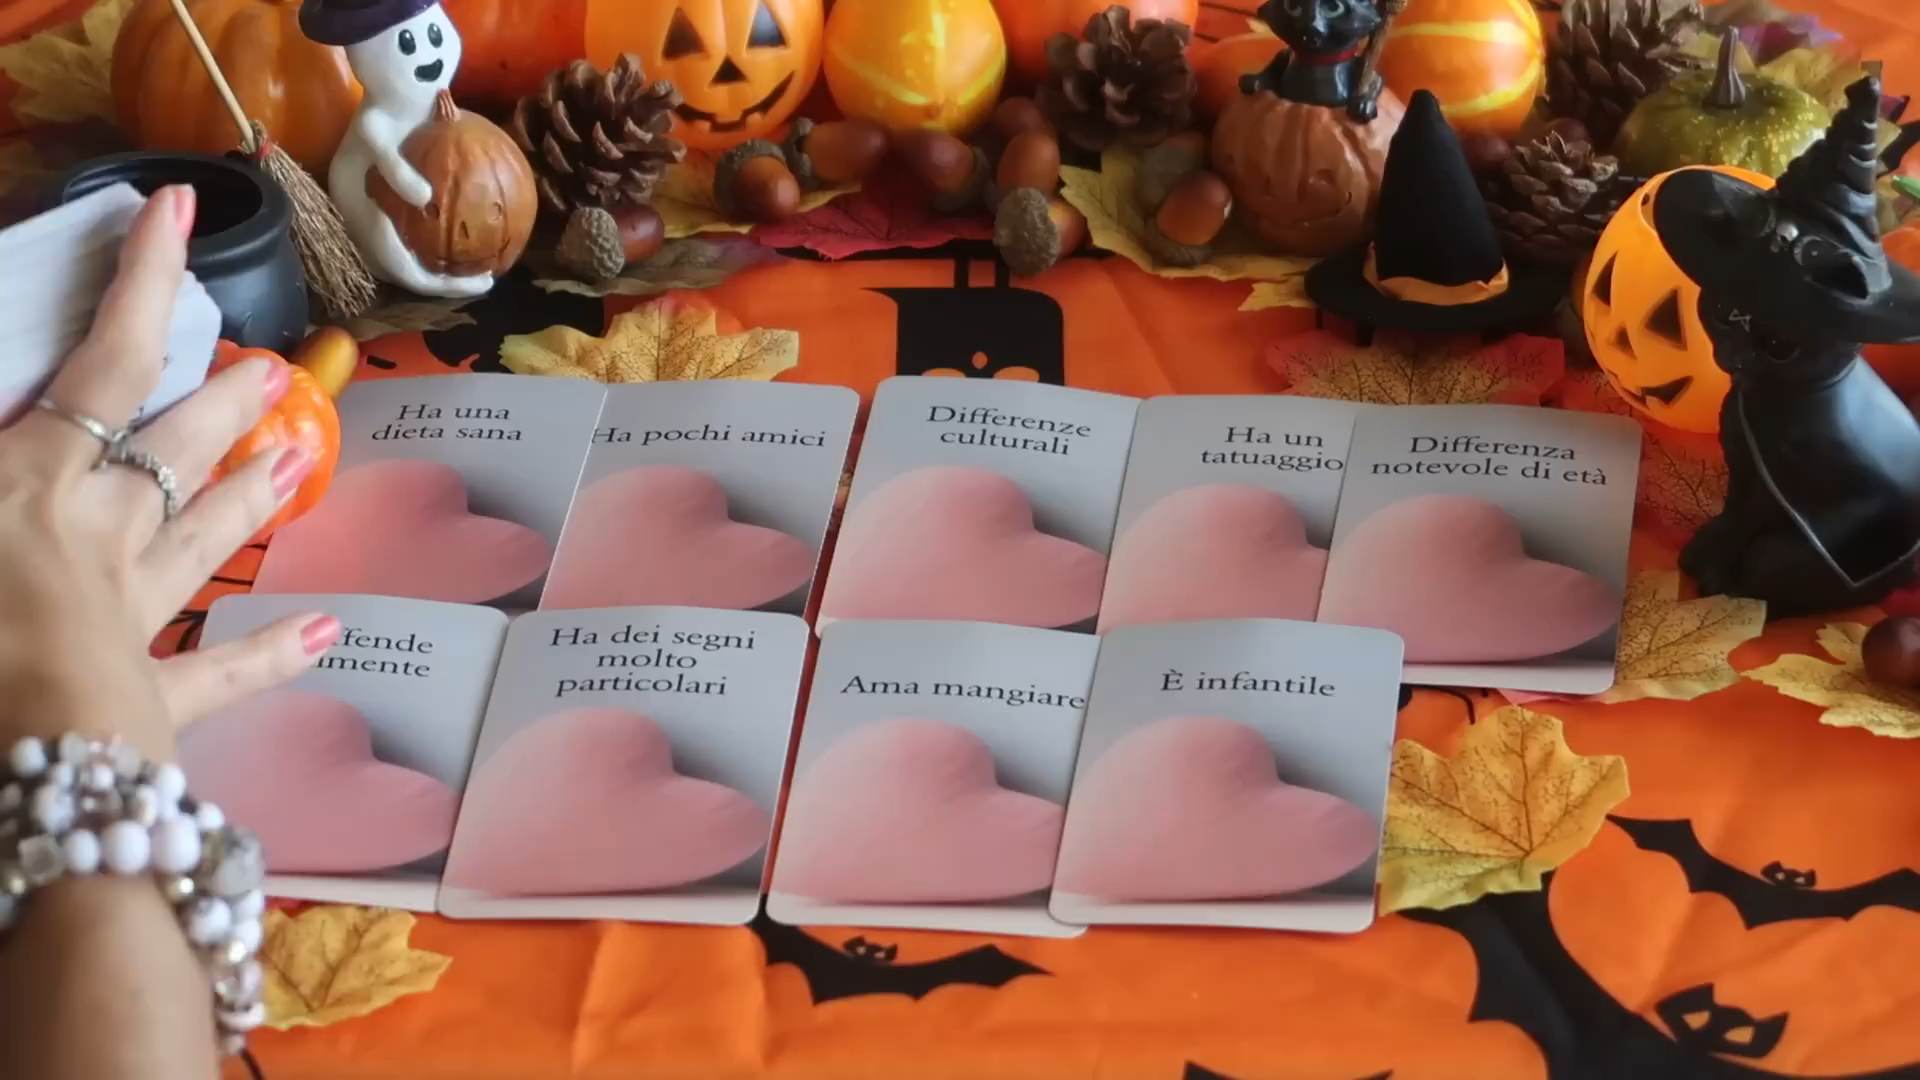 Ha una
dieta sana
Ha pochi amici
Differenze
culturali
Ha un
tatuaggio
Differenza
notevole di età
Ha dei segni
molto
particolari
Ama mangiare
È infantile